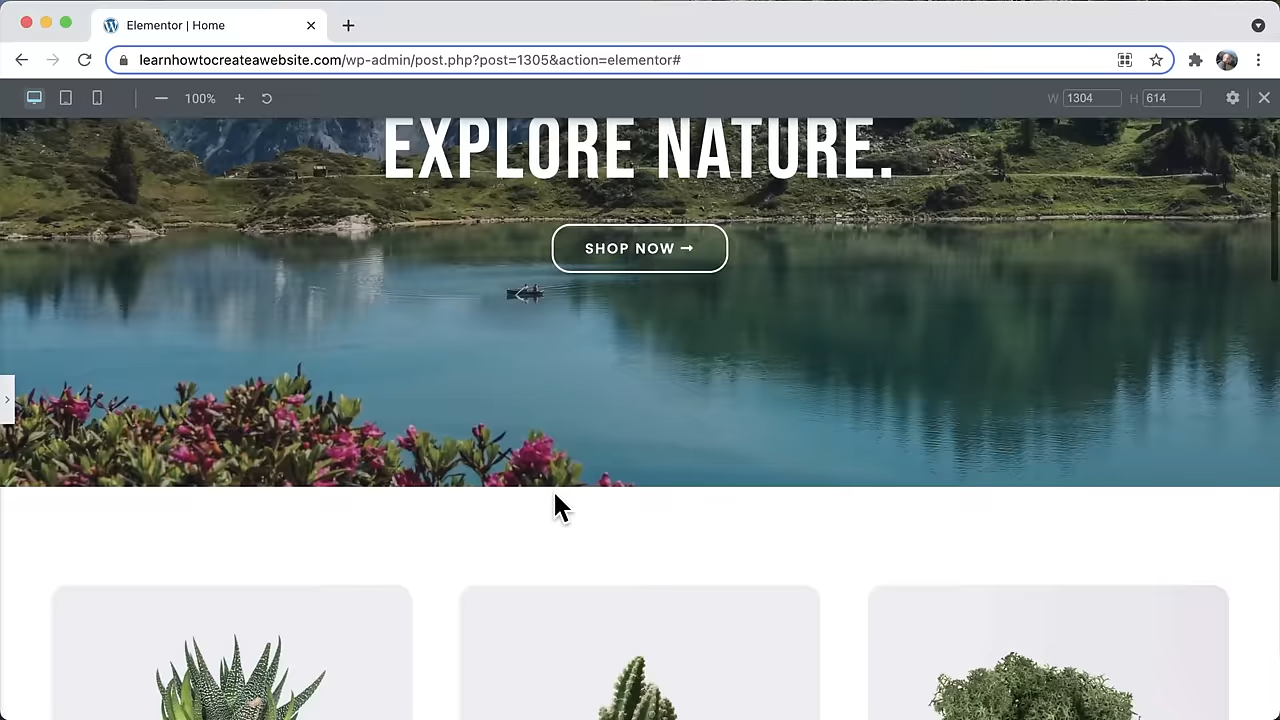 Elementor | Home
learnhowtocreateawebsite.com/wp-admin/post.php?post=1305&action=elementor#
100%
W 1304 H 614
EXPLORE NATURE.
SHOP NOW →